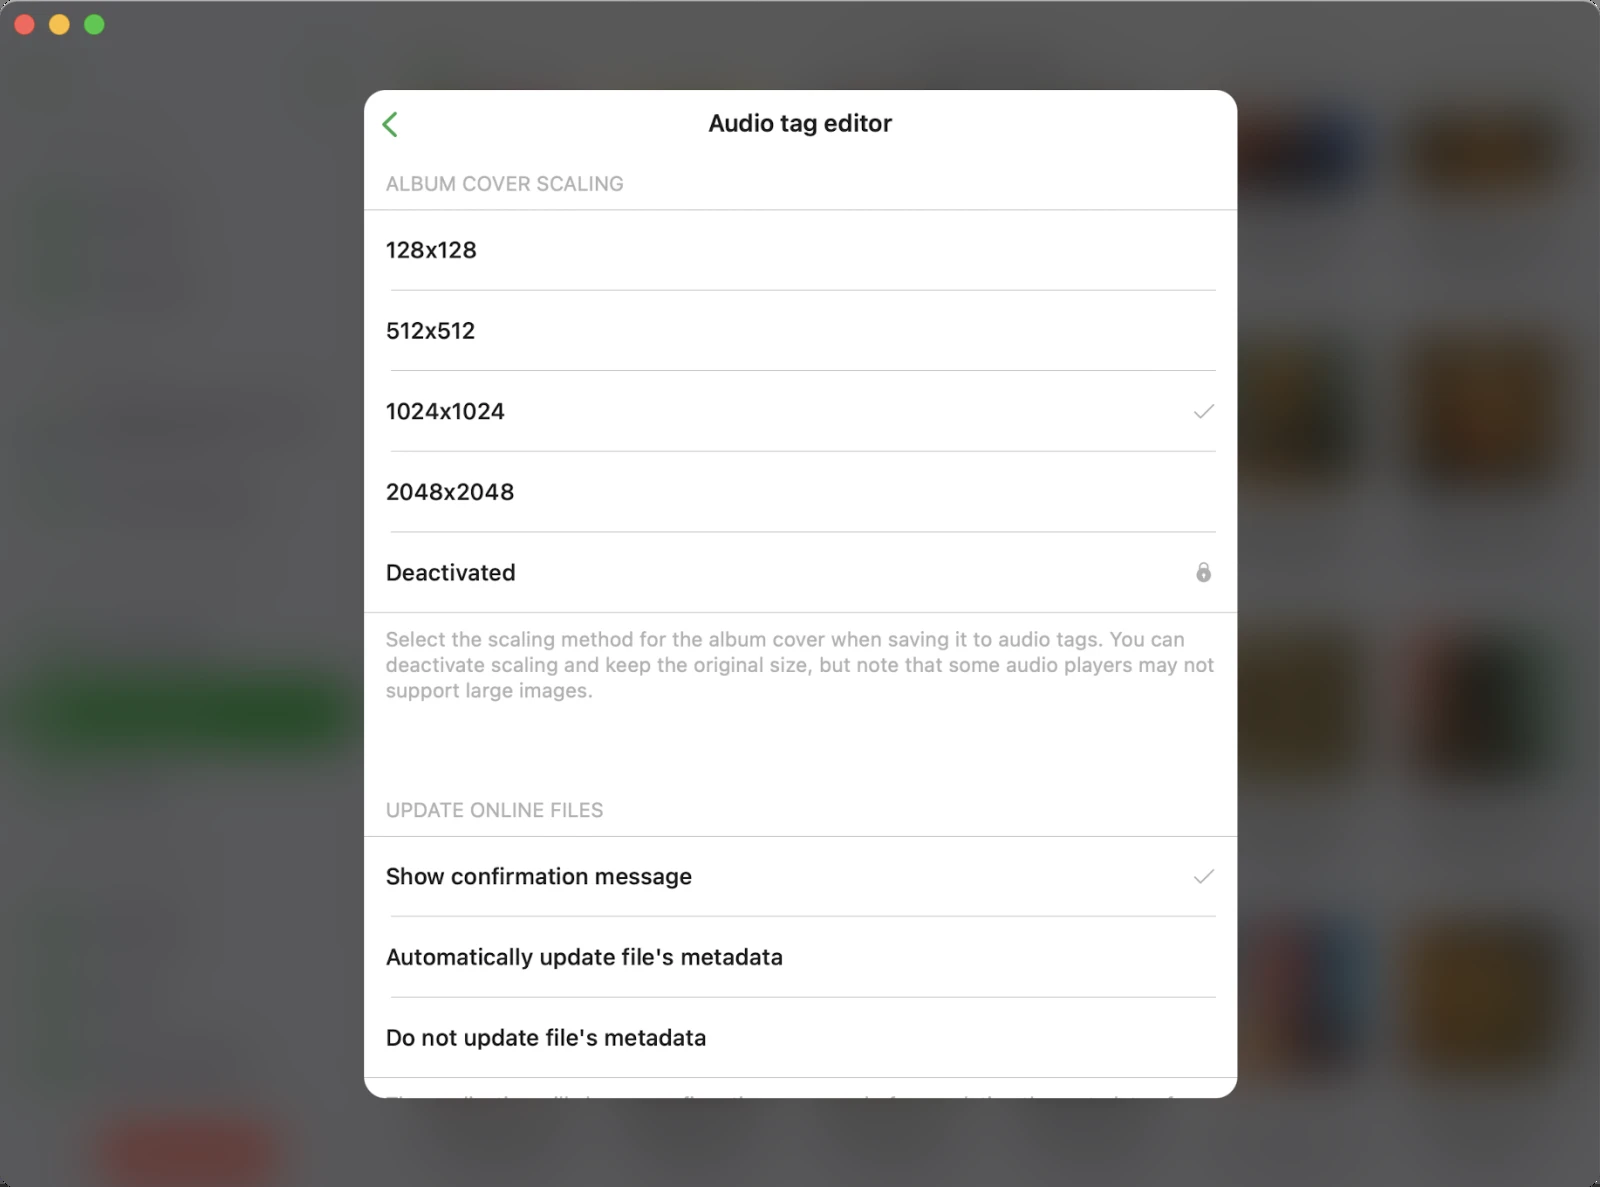 Audio tag editor
ALBUM COVER SCALING
128x128
512x512
1024x1024
2048x2048
Deactivated
Select the scaling method for the album cover when saving it to audio tags. You can
deactivate scaling and keep the original size, but note that some audio players may not
support large images.
UPDATE ONLINE FILES
Show confirmation message
Automatically update file's metadata
Do not update file's metadata